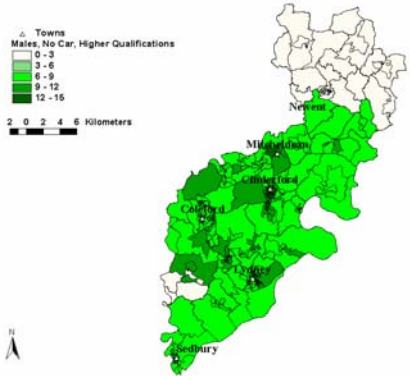 Towns
Males, No Car, Higher Qualifications
0 - 3
3 - 6
6 - 9
9 - 12
12 - 15
2 0 2 4 6 Kilometers
Newent
Mitcheldean
Cinderford
Coleford
Lydney
Sedbury
N